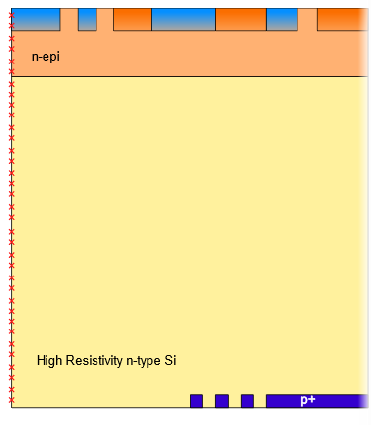 n-epi
High Resistivity n-type Si
p+